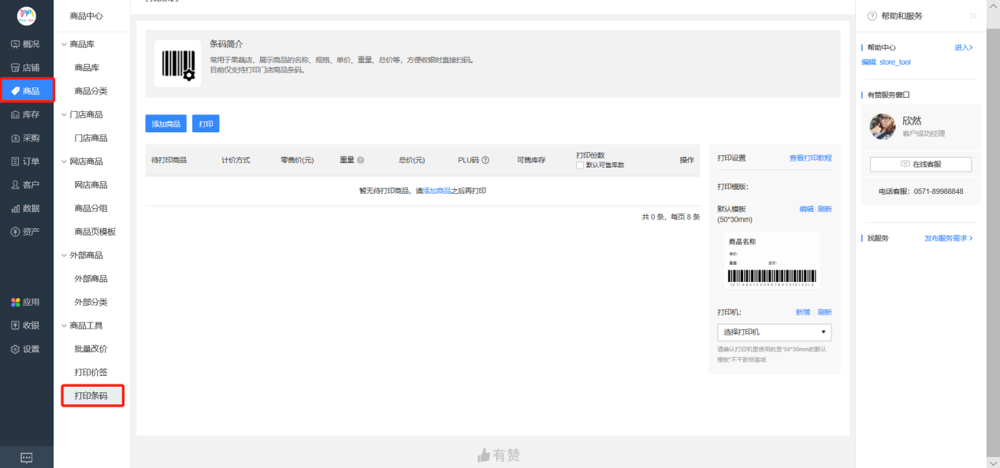 商品中心
概况
店铺
商品
库存
采购
订单
客户
数据
资产
应用
收银
设置
商品库
商品库
商品分类
门店商品
门店商品
网店商品
网店商品
商品分组
商品页模板
外部商品
外部商品
外部分类
商品工具
批量改价
打印价签
打印条码
条码简介
常用于果蔬店，展示商品的名称、规格、单价、重量、总价等，方便收银时直接扫码。
目前仅支持打印门店商品条码。
添加商品 打印
待打印商品 计价方式 零售价(元) 重量 总价(元) PLU码 可售库存 打印份数 操作
默认可售库数
暂无待打印商品，请添加商品之后再打印
共 0 条，每页 8 条
打印设置 查看打印教程
打印模版：
默认模板 编辑 刷新
(50*30mm)
商品名称
单价:
重量: 总价:
打印机： 新增 刷新
选择打印机
请确认打印机里使用的是“50*30mm的默认
模板”不干胶标签纸
有赞
帮助和服务
帮助中心 进入
编辑: store_tool
有赞服务窗口
欣然
客户成功经理
在线客服
电话客服：0571-89988848
找服务 发布服务需求